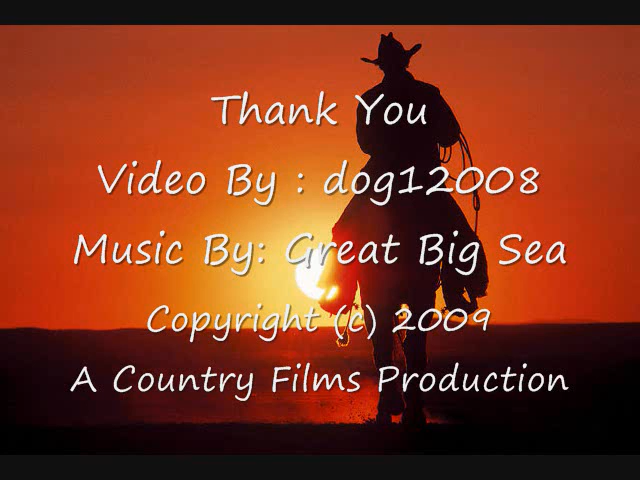 Thank You
Video By : dog12008
Music By: Great Big Sea
Copyright (c) 2009
A Country Films Production